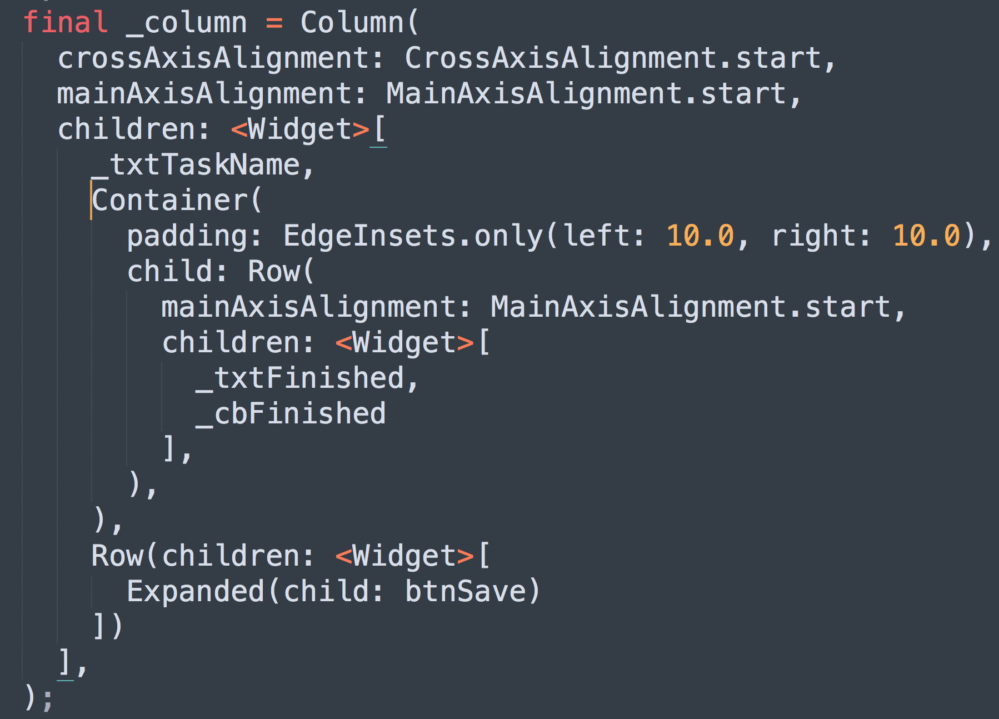 final _column = Column(
  crossAxisAlignment: CrossAxisAlignment.start,
  mainAxisAlignment: MainAxisAlignment.start,
  children: <Widget>[
    _txtTaskName,
    Container(
      padding: EdgeInsets.only(left: 10.0, right: 10.0),
      child: Row(
        mainAxisAlignment: MainAxisAlignment.start,
        children: <Widget>[
          _txtFinished,
          _cbFinished
        ],
      ),
    ),
    Row(children: <Widget>[
      Expanded(child: btnSave)
    ])
  ],
);